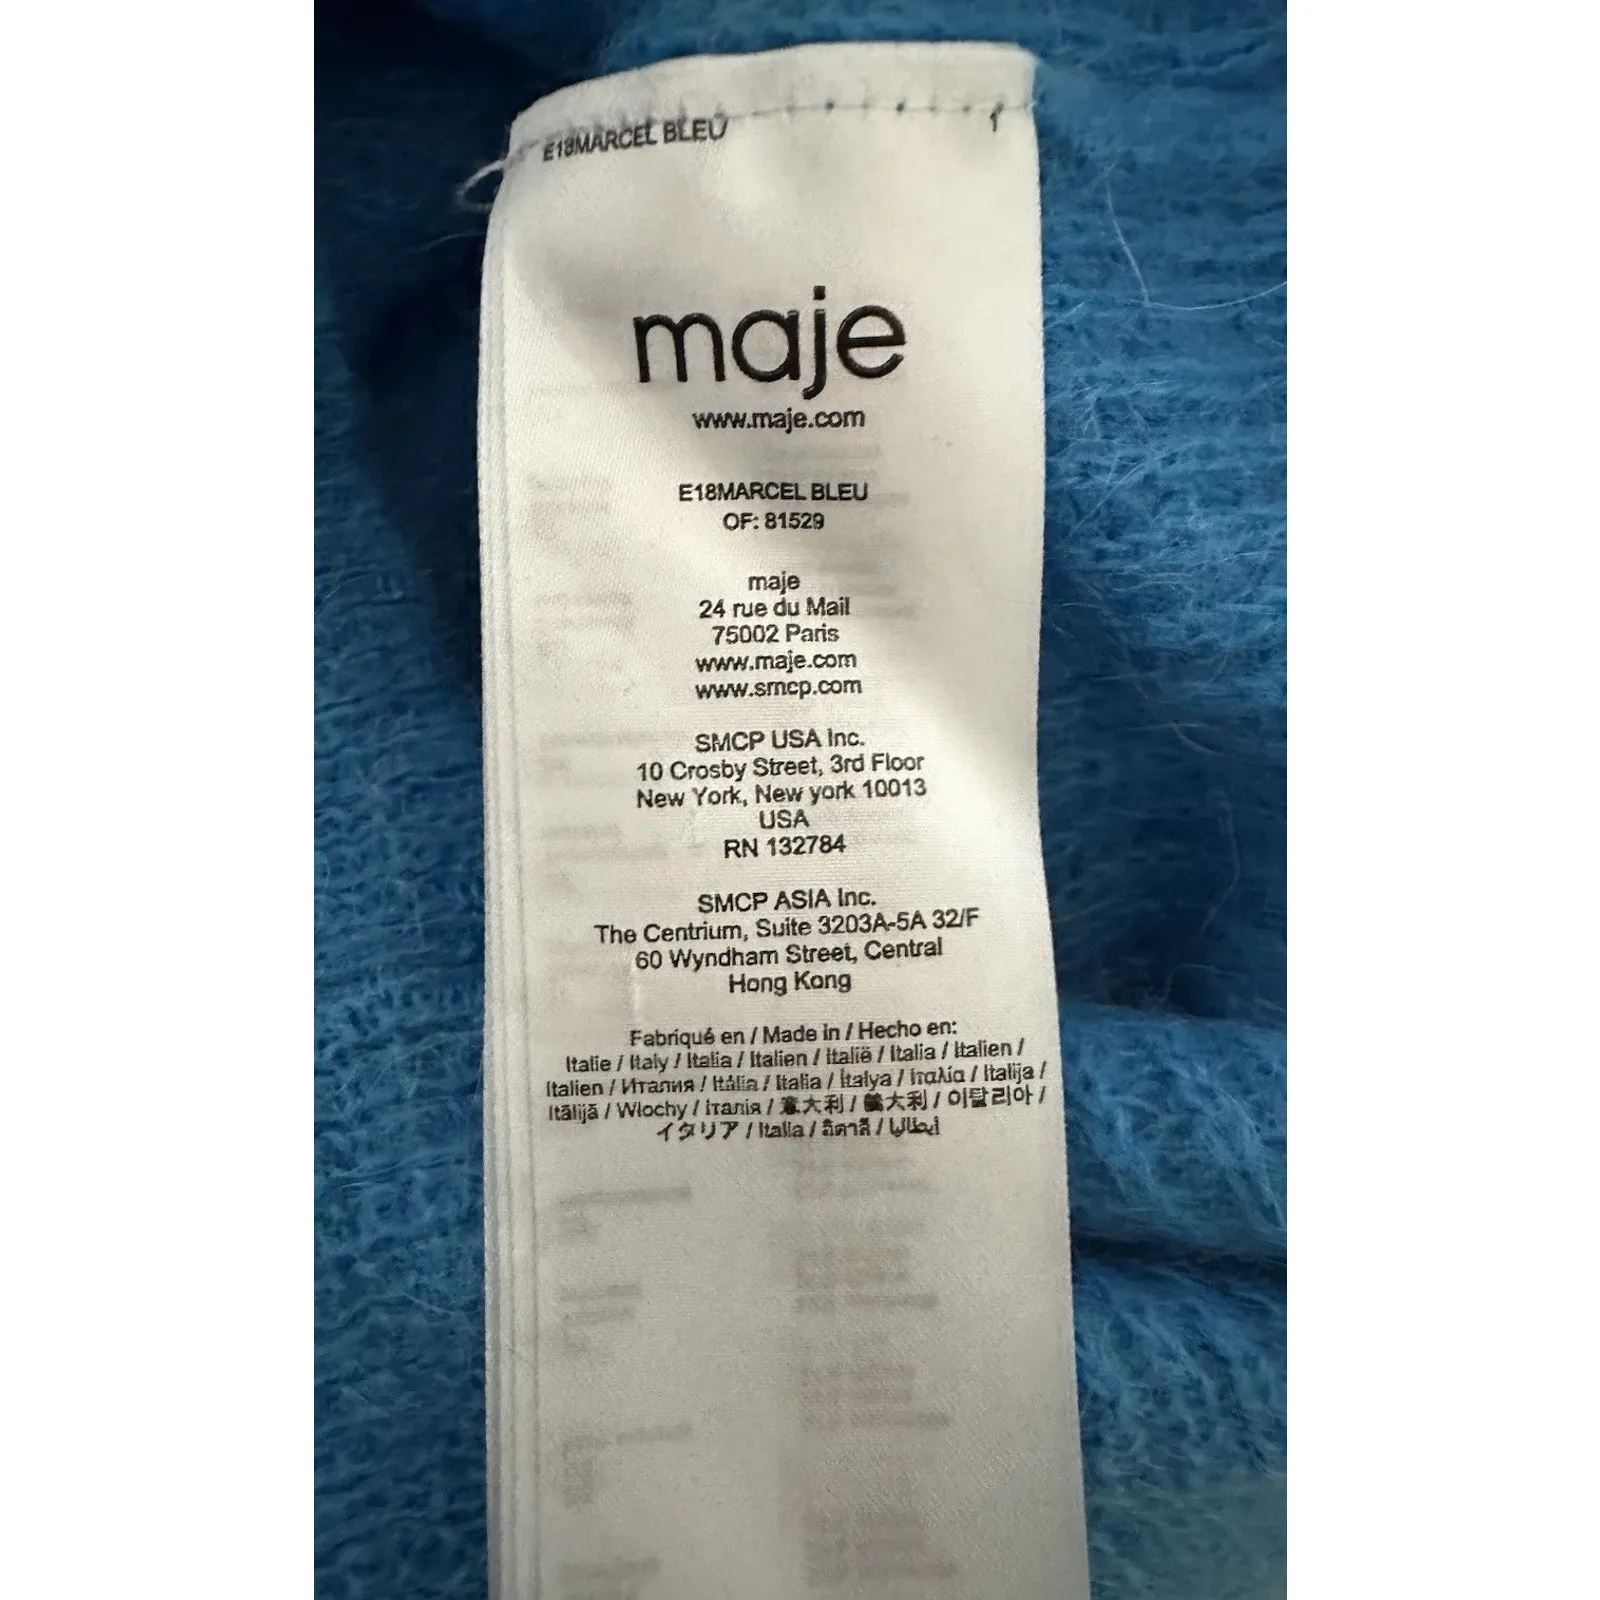 E18MARCEL BLEU 1
maje
www.maje.com
E18MARCEL BLEU
OF: 81529
maje
24 rue du Mail
75002 Paris
www.maje.com
www.smcp.com
SMCP USA Inc.
10 Crosby Street, 3rd Floor
New York, New york 10013
USA
RN 132784
SMCP ASIA Inc.
The Centrium, Suite 3203A-5A 32/F
60 Wyndham Street, Central
Hong Kong
Fabriqué en / Made in / Hecho en:
Italie / Italy / Italia / Italien / Italië / Italia / Italien /
Italien / Италия / Itália / Italia / İtalya / Ιταλία / Italija /
Itālijā / Włochy / Італія / 意大利 / 義大利 / 이탈리아 /
イタリア / Italia / อิตาลี / إيطاليا